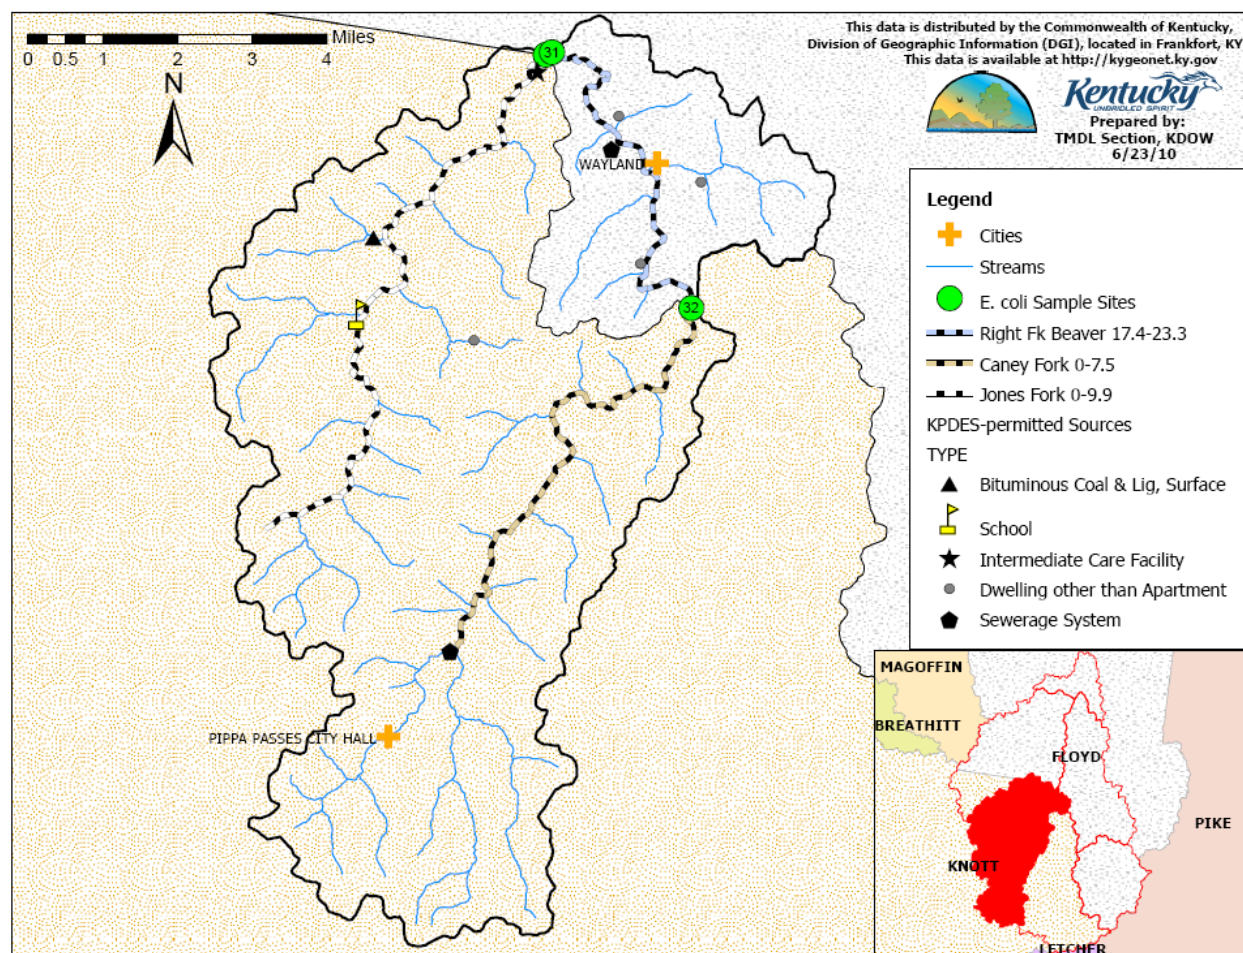 Miles
0 0.5 1 2 3 4
N
This data is distributed by the Commonwealth of Kentucky,
Division of Geographic Information (DGI), located in Frankfort, KY
This data is available at http://kygeonet.ky.gov
Kentucky
UNBRIDLED SPIRIT
Prepared by:
TMDL Section, KDOW
6/23/10
31
WAYLAND
32
PIPPA PASSES CITY HALL
Legend
Cities
Streams
E. coli Sample Sites
Right Fk Beaver 17.4-23.3
Caney Fork 0-7.5
Jones Fork 0-9.9
KPDES-permitted Sources
TYPE
Bituminous Coal & Lig, Surface
School
Intermediate Care Facility
Dwelling other than Apartment
Sewerage System
MAGOFFIN
BREATHITT
FLOYD
PIKE
KNOTT
LETCHER